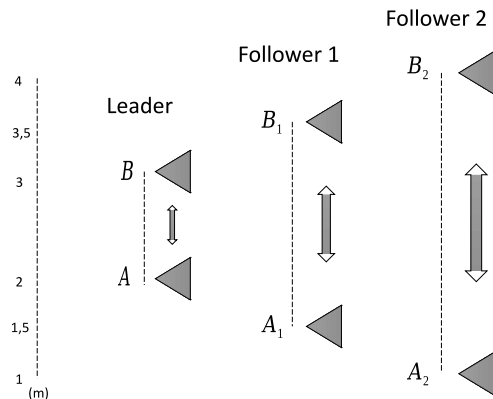 Follower 2
Follower 1
Leader
4
3,5
3
2
1,5
1
(m)
B
A
B₁
A₁
B₂
A₂